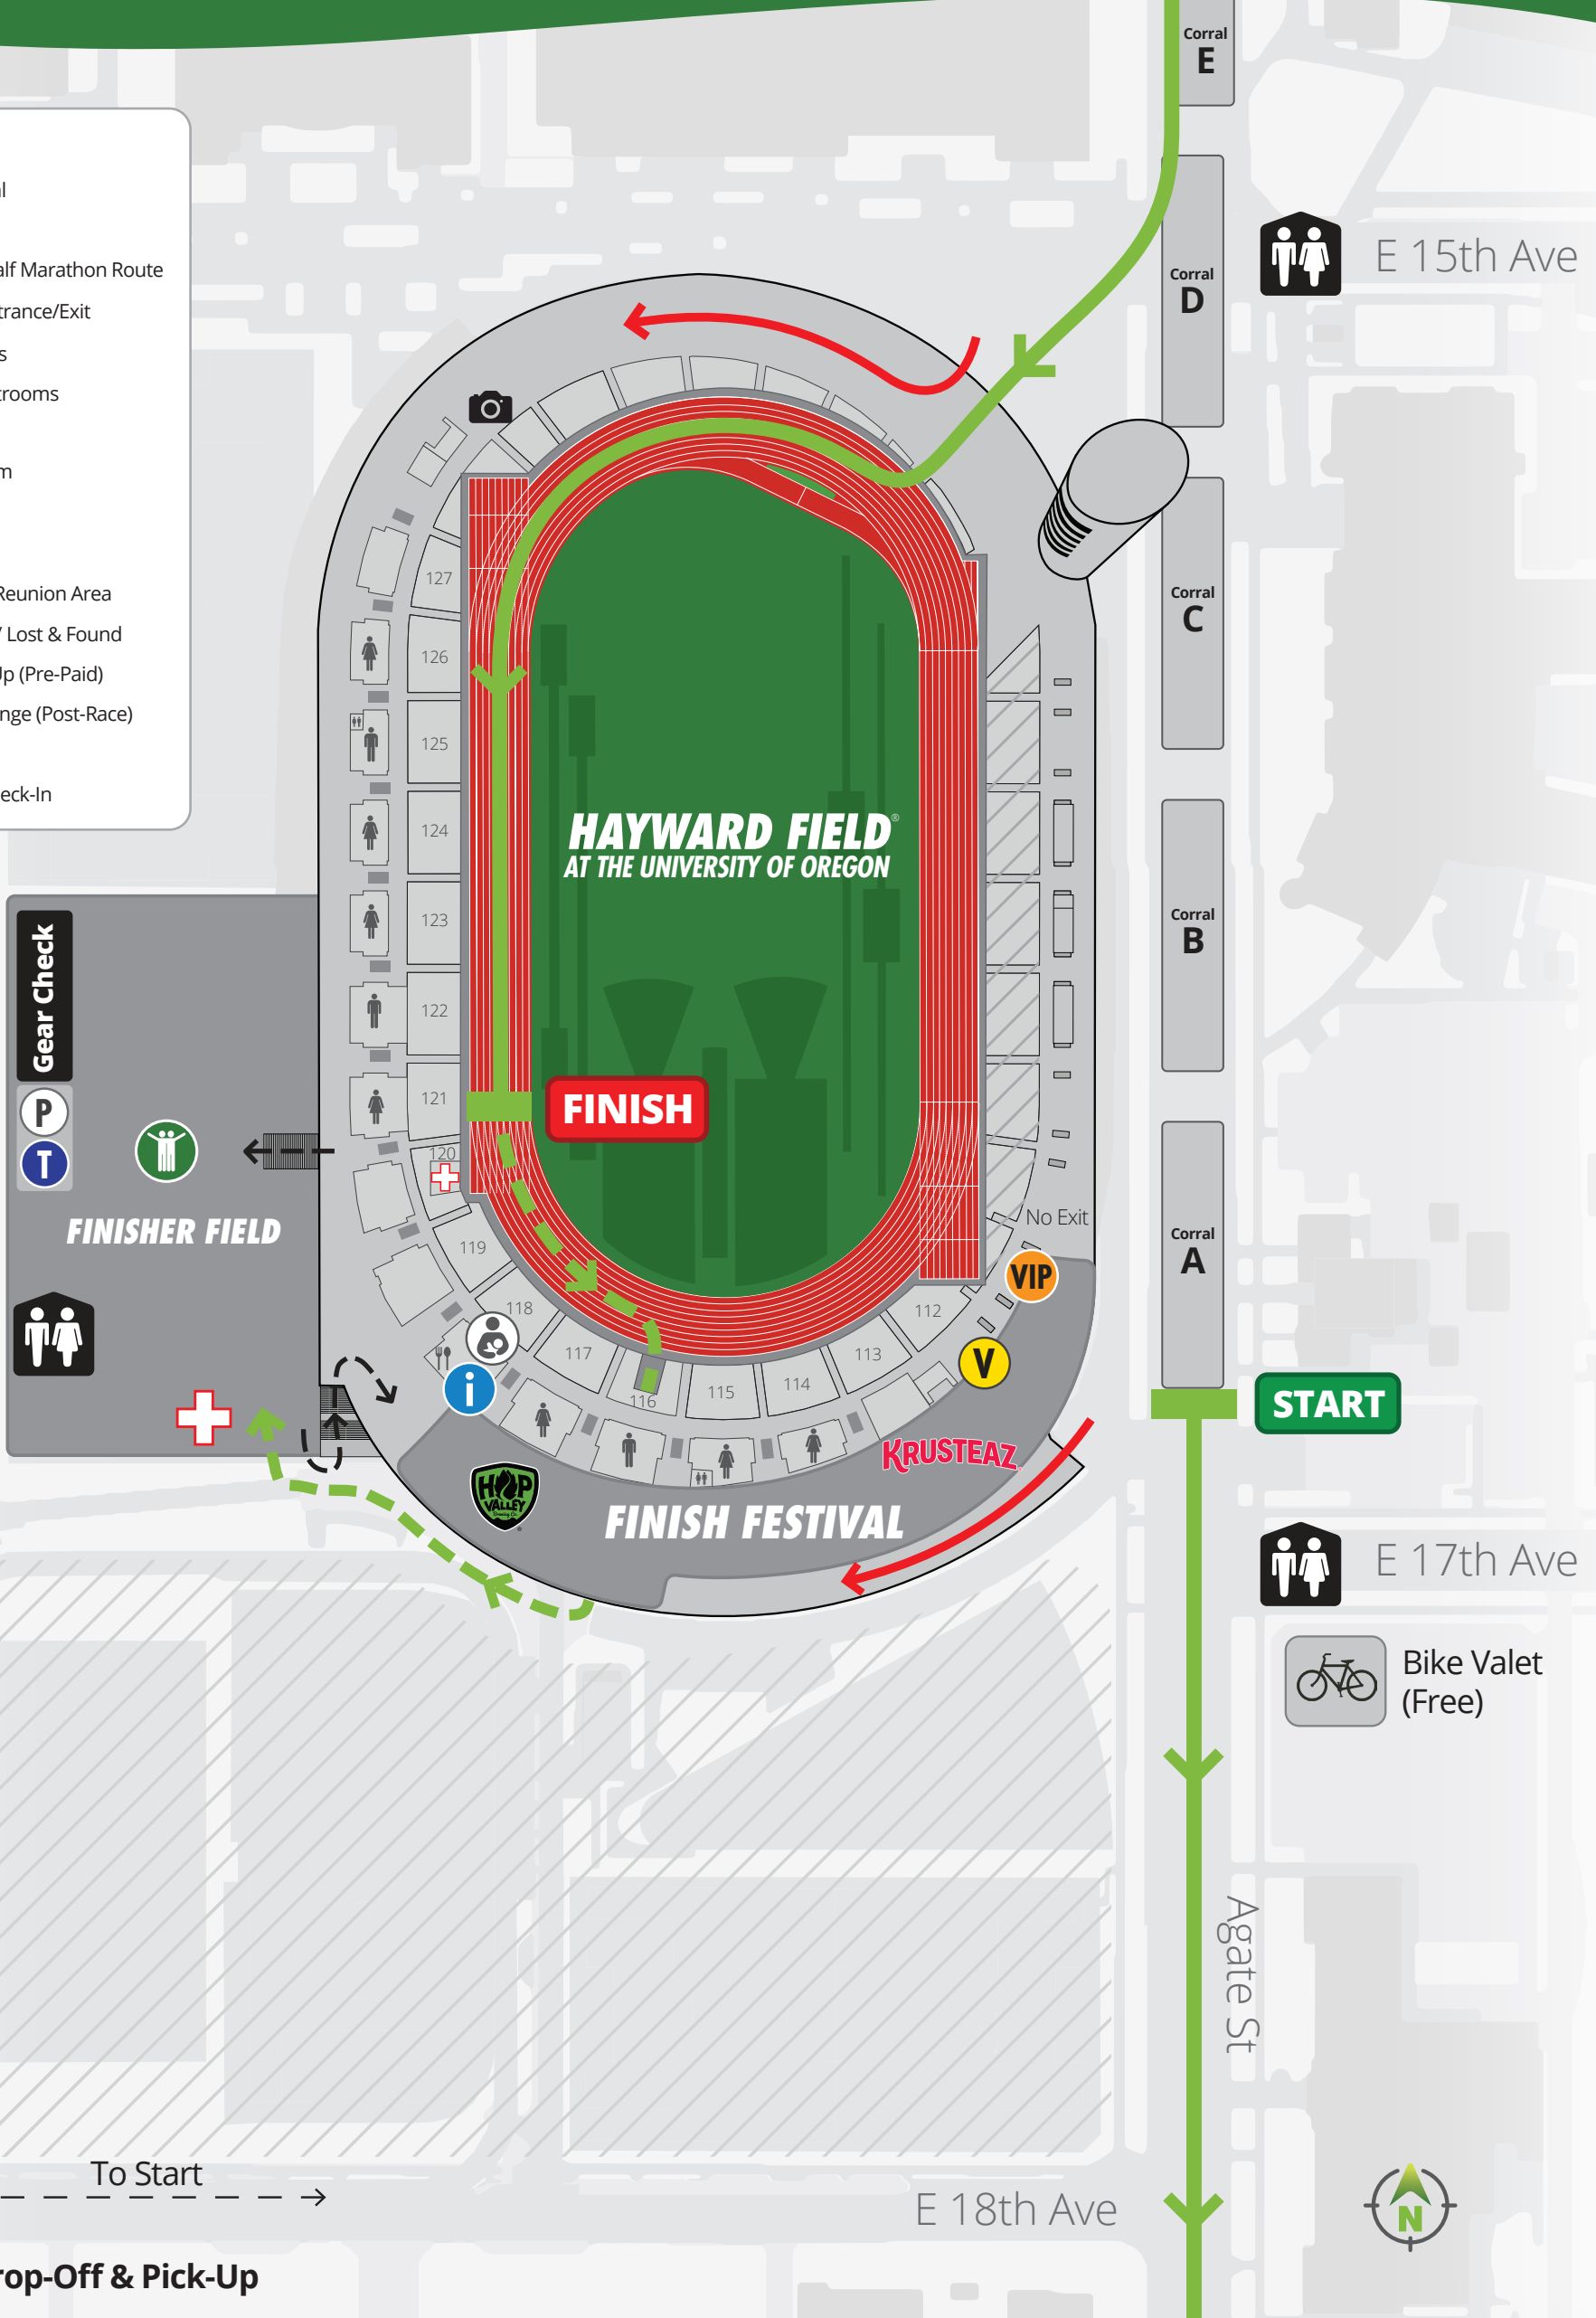 Corral
E
l
alf Marathon Route
trance/Exit
s
trooms
m
Reunion Area
/ Lost & Found
Up (Pre-Paid)
nge (Post-Race)
eck-In
Corral
D
E 15th Ave
Corral
C
127
126
125
124
123
122
121
120
119
118
117
116
115
114
113
112
HAYWARD FIELD®
AT THE UNIVERSITY OF OREGON
Corral
B
Gear Check
P
T
FINISHER FIELD
FINISH
No Exit
VIP
V
i
Corral
A
START
KRUSTEAZ
HOP
VALLEY
FINISH FESTIVAL
E 17th Ave
Bike Valet
(Free)
Agate St
To Start
E 18th Ave
N
rop-Off & Pick-Up